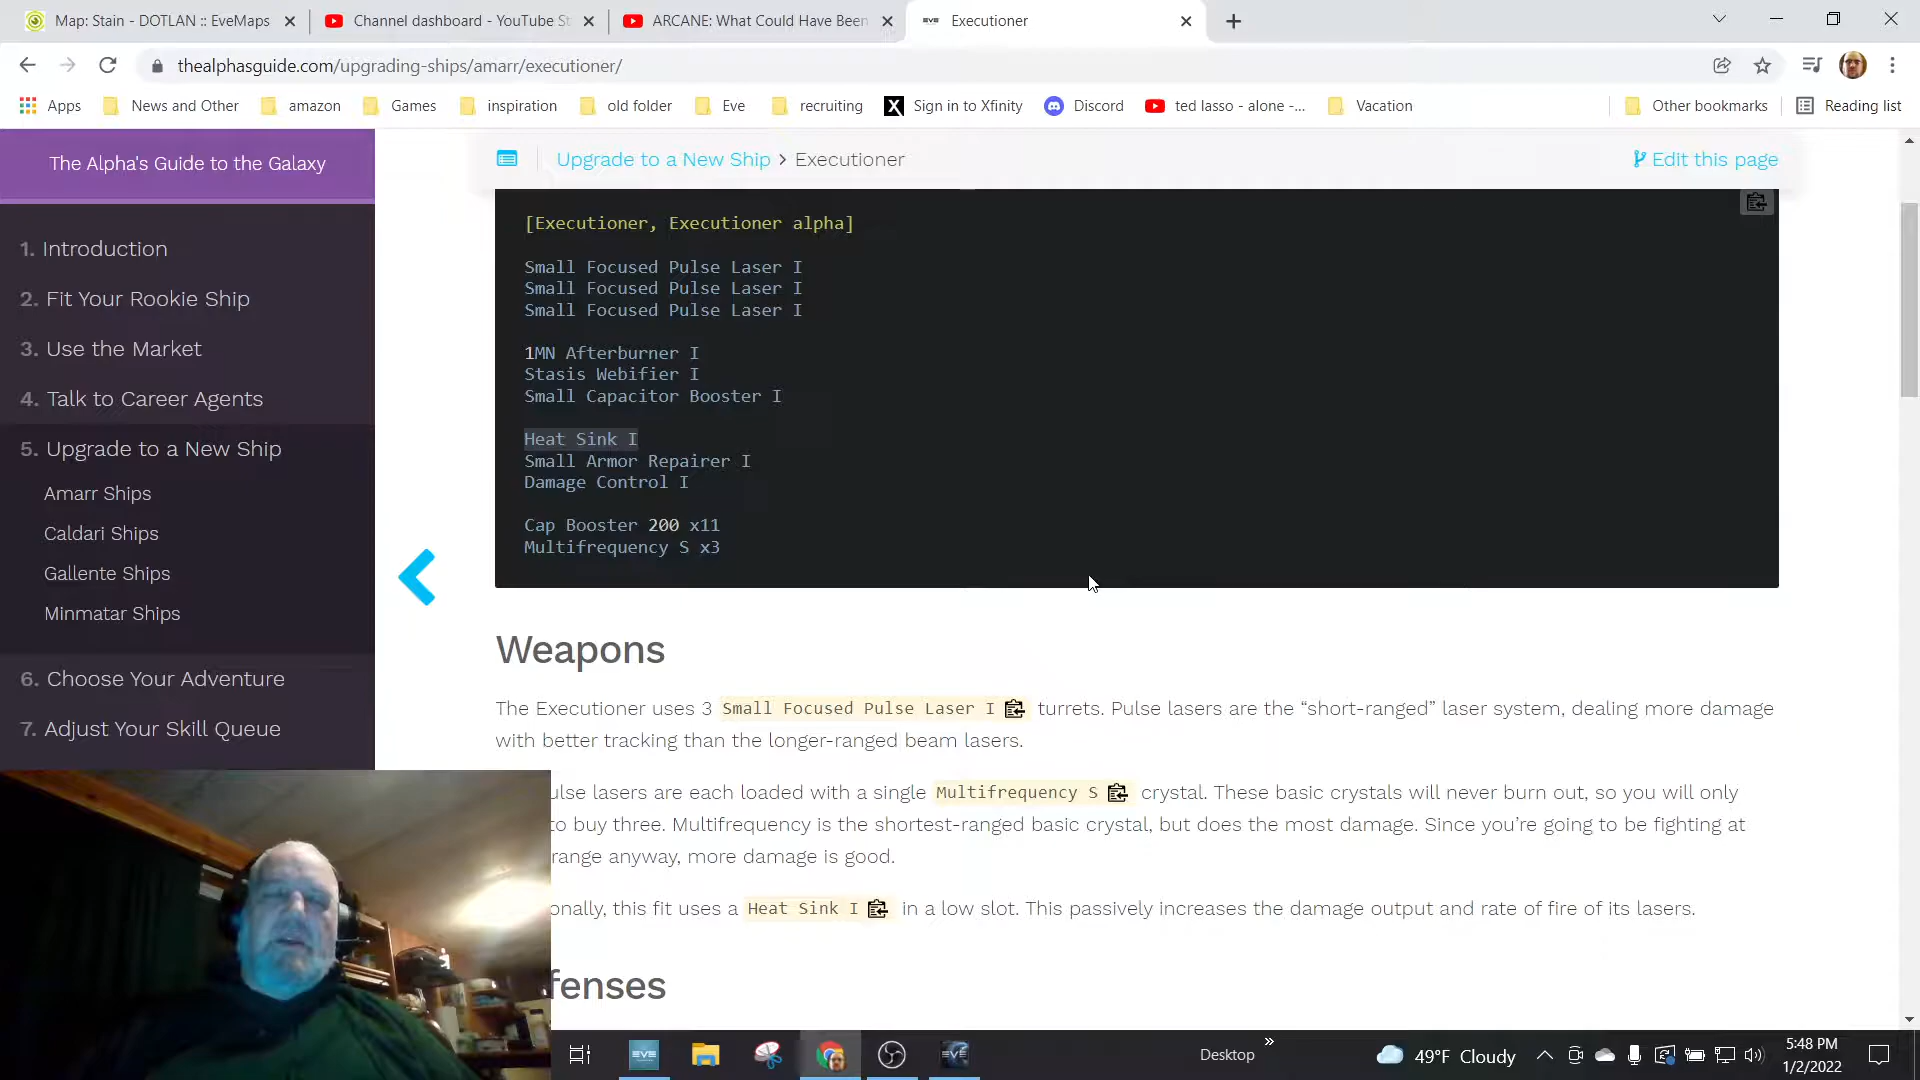 Map: Stain - DOTLAN :: EveMaps
Channel dashboard - YouTube St
ARCANE: What Could Have Been
Executioner
thealphasguide.com/upgrading-ships/amarr/executioner/
Apps
News and Other
amazon
Games
inspiration
old folder
Eve
recruiting
Sign in to Xfinity
Discord
ted lasso - alone -...
Vacation
Other bookmarks
Reading list
The Alpha's Guide to the Galaxy
1. Introduction
2. Fit Your Rookie Ship
3. Use the Market
4. Talk to Career Agents
5. Upgrade to a New Ship
Amarr Ships
Caldari Ships
Gallente Ships
Minmatar Ships
6. Choose Your Adventure
7. Adjust Your Skill Queue
Upgrade to a New Ship > Executioner
Edit this page
[Executioner, Executioner alpha]
Small Focused Pulse Laser I
Small Focused Pulse Laser I
Small Focused Pulse Laser I
1MN Afterburner I
Stasis Webifier I
Small Capacitor Booster I
Heat Sink I
Small Armor Repairer I
Damage Control I
Cap Booster 200 x11
Multifrequency S x3
Weapons
The Executioner uses 3 Small Focused Pulse Laser I turrets. Pulse lasers are the “short-ranged” laser system, dealing more damage
with better tracking than the longer-ranged beam lasers.
ulse lasers are each loaded with a single Multifrequency S crystal. These basic crystals will never burn out, so you will only
to buy three. Multifrequency is the shortest-ranged basic crystal, but does the most damage. Since you’re going to be fighting at
range anyway, more damage is good.
onally, this fit uses a Heat Sink I in a low slot. This passively increases the damage output and rate of fire of its lasers.
fenses
EVE
EVE
Desktop
49°F Cloudy
5:48 PM
1/2/2022